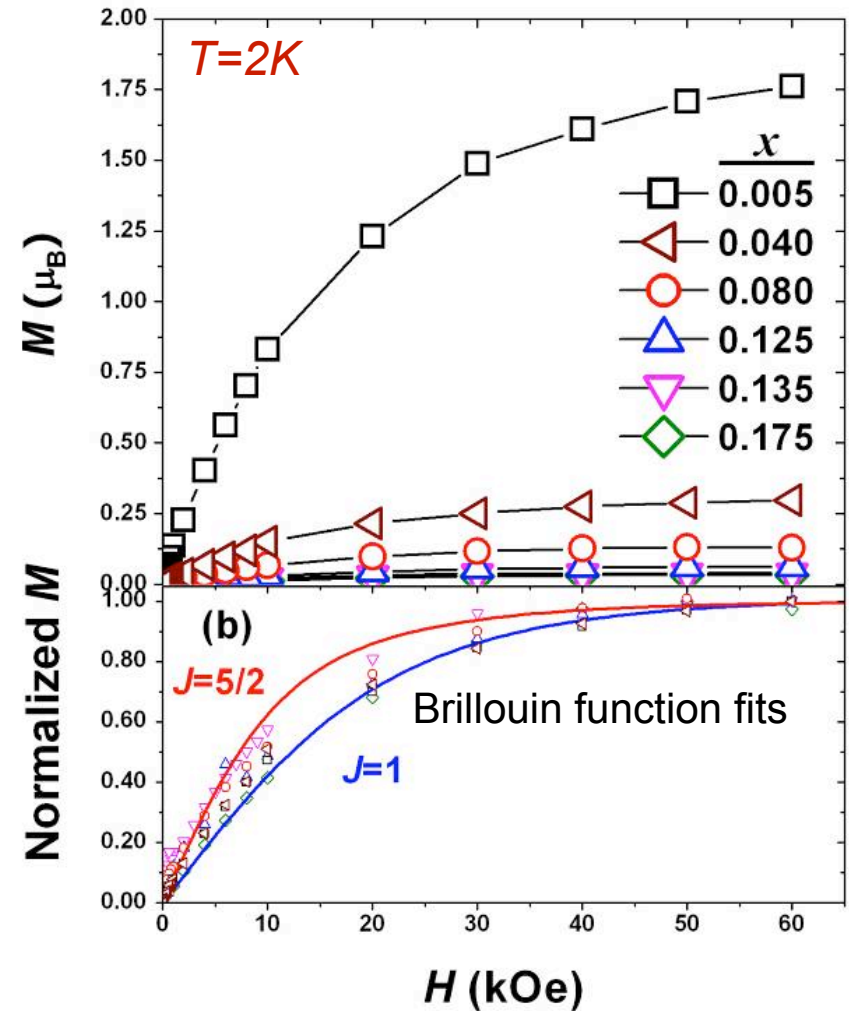 2.00
1.75
1.50
1.25
1.00
0.75
0.50
0.25
0.00
M (μB)
T=2K
x
0.005
0.040
0.080
0.125
0.135
0.175
1.00
0.80
0.60
0.40
0.20
0.00
Normalized M
(b)
J=5/2
Brillouin function fits
J=1
0 10 20 30 40 50 60
H (kOe)